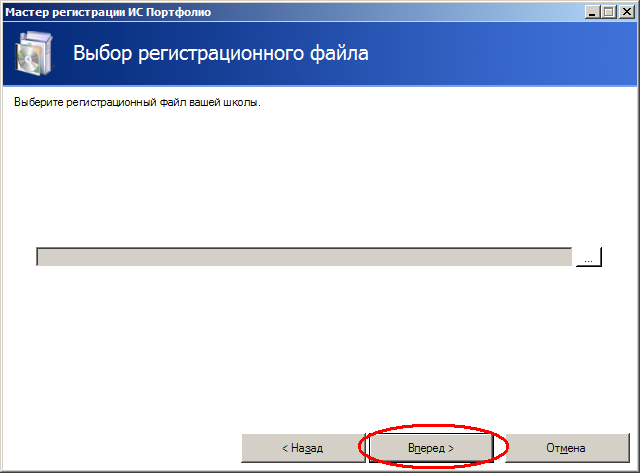 Мастер регистрации ИС Портфолио
Выбор регистрационного файла
Выберите регистрационный файл вашей школы.
...
< Назад
Вперед >
Отмена